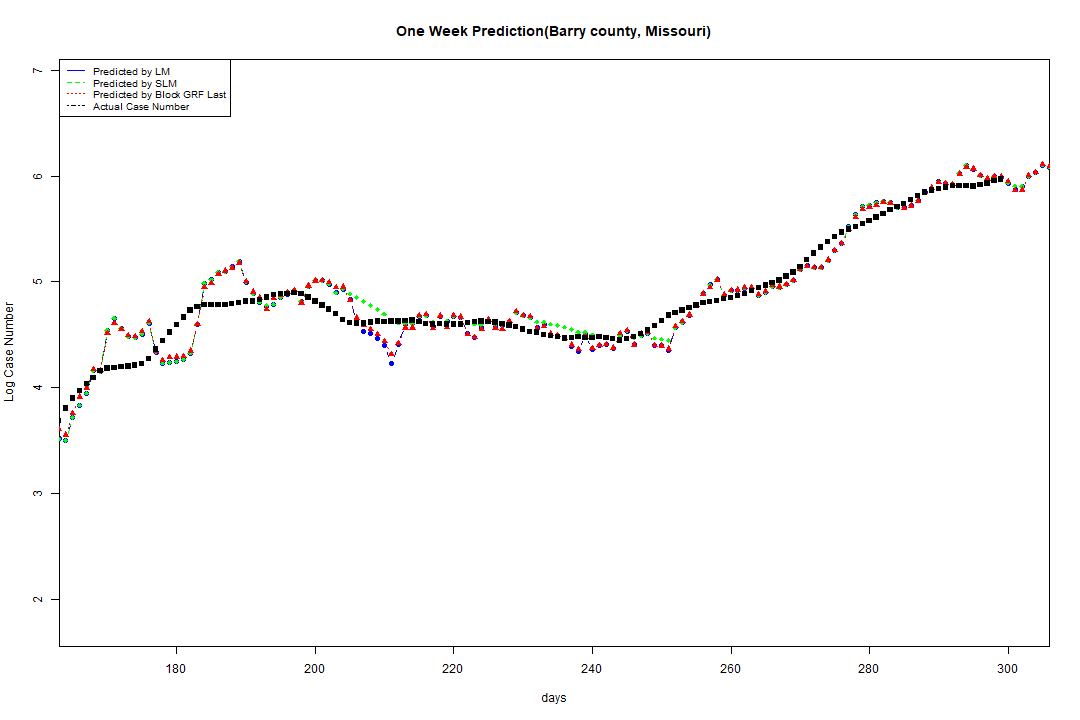 One Week Prediction(Barry county, Missouri)
Predicted by LM
Predicted by SLM
Predicted by Block GRF Last
Actual Case Number
7
6
5
4
3
2
Log Case Number
180 200 220 240 260 280 300
days